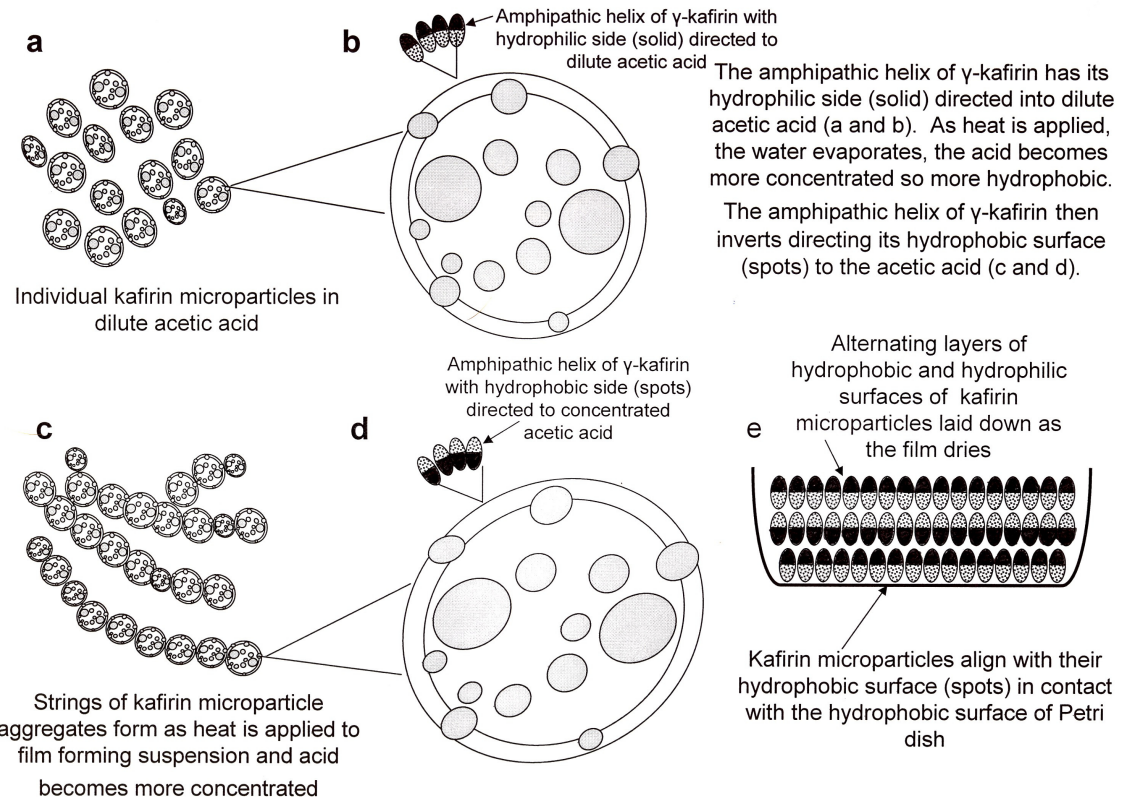 a
b
Amphipathic helix of γ-kafirin with
hydrophilic side (solid) directed to
dilute acetic acid
The amphipathic helix of γ-kafirin has its
hydrophilic side (solid) directed into dilute
acetic acid (a and b). As heat is applied,
the water evaporates, the acid becomes
more concentrated so more hydrophobic.
The amphipathic helix of γ-kafirin then
inverts directing its hydrophobic surface
(spots) to the acetic acid (c and d).
Individual kafirin microparticles in
dilute acetic acid
c
d
Amphipathic helix of γ-kafirin
with hydrophobic side (spots)
directed to concentrated
acetic acid
e
Alternating layers of
hydrophobic and hydrophilic
surfaces of kafirin
microparticles laid down as
the film dries
Strings of kafirin microparticle
aggregates form as heat is applied to
film forming suspension and acid
becomes more concentrated
Kafirin microparticles align with their
hydrophobic surface (spots) in contact
with the hydrophobic surface of Petri
dish